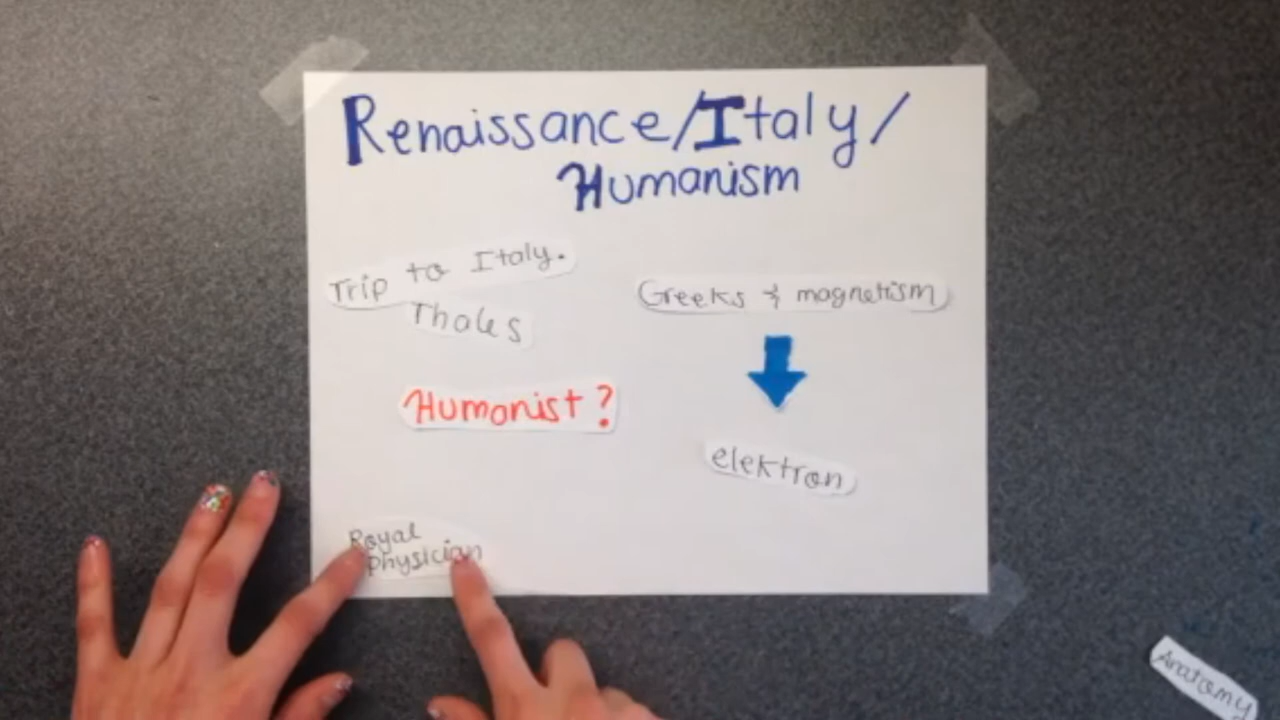 Renaissance/Italy/
Humanism
Trip to Italy.
Thales
Greeks & magnetism
Humanist?
elektron
Royal
Physician
Anatomy